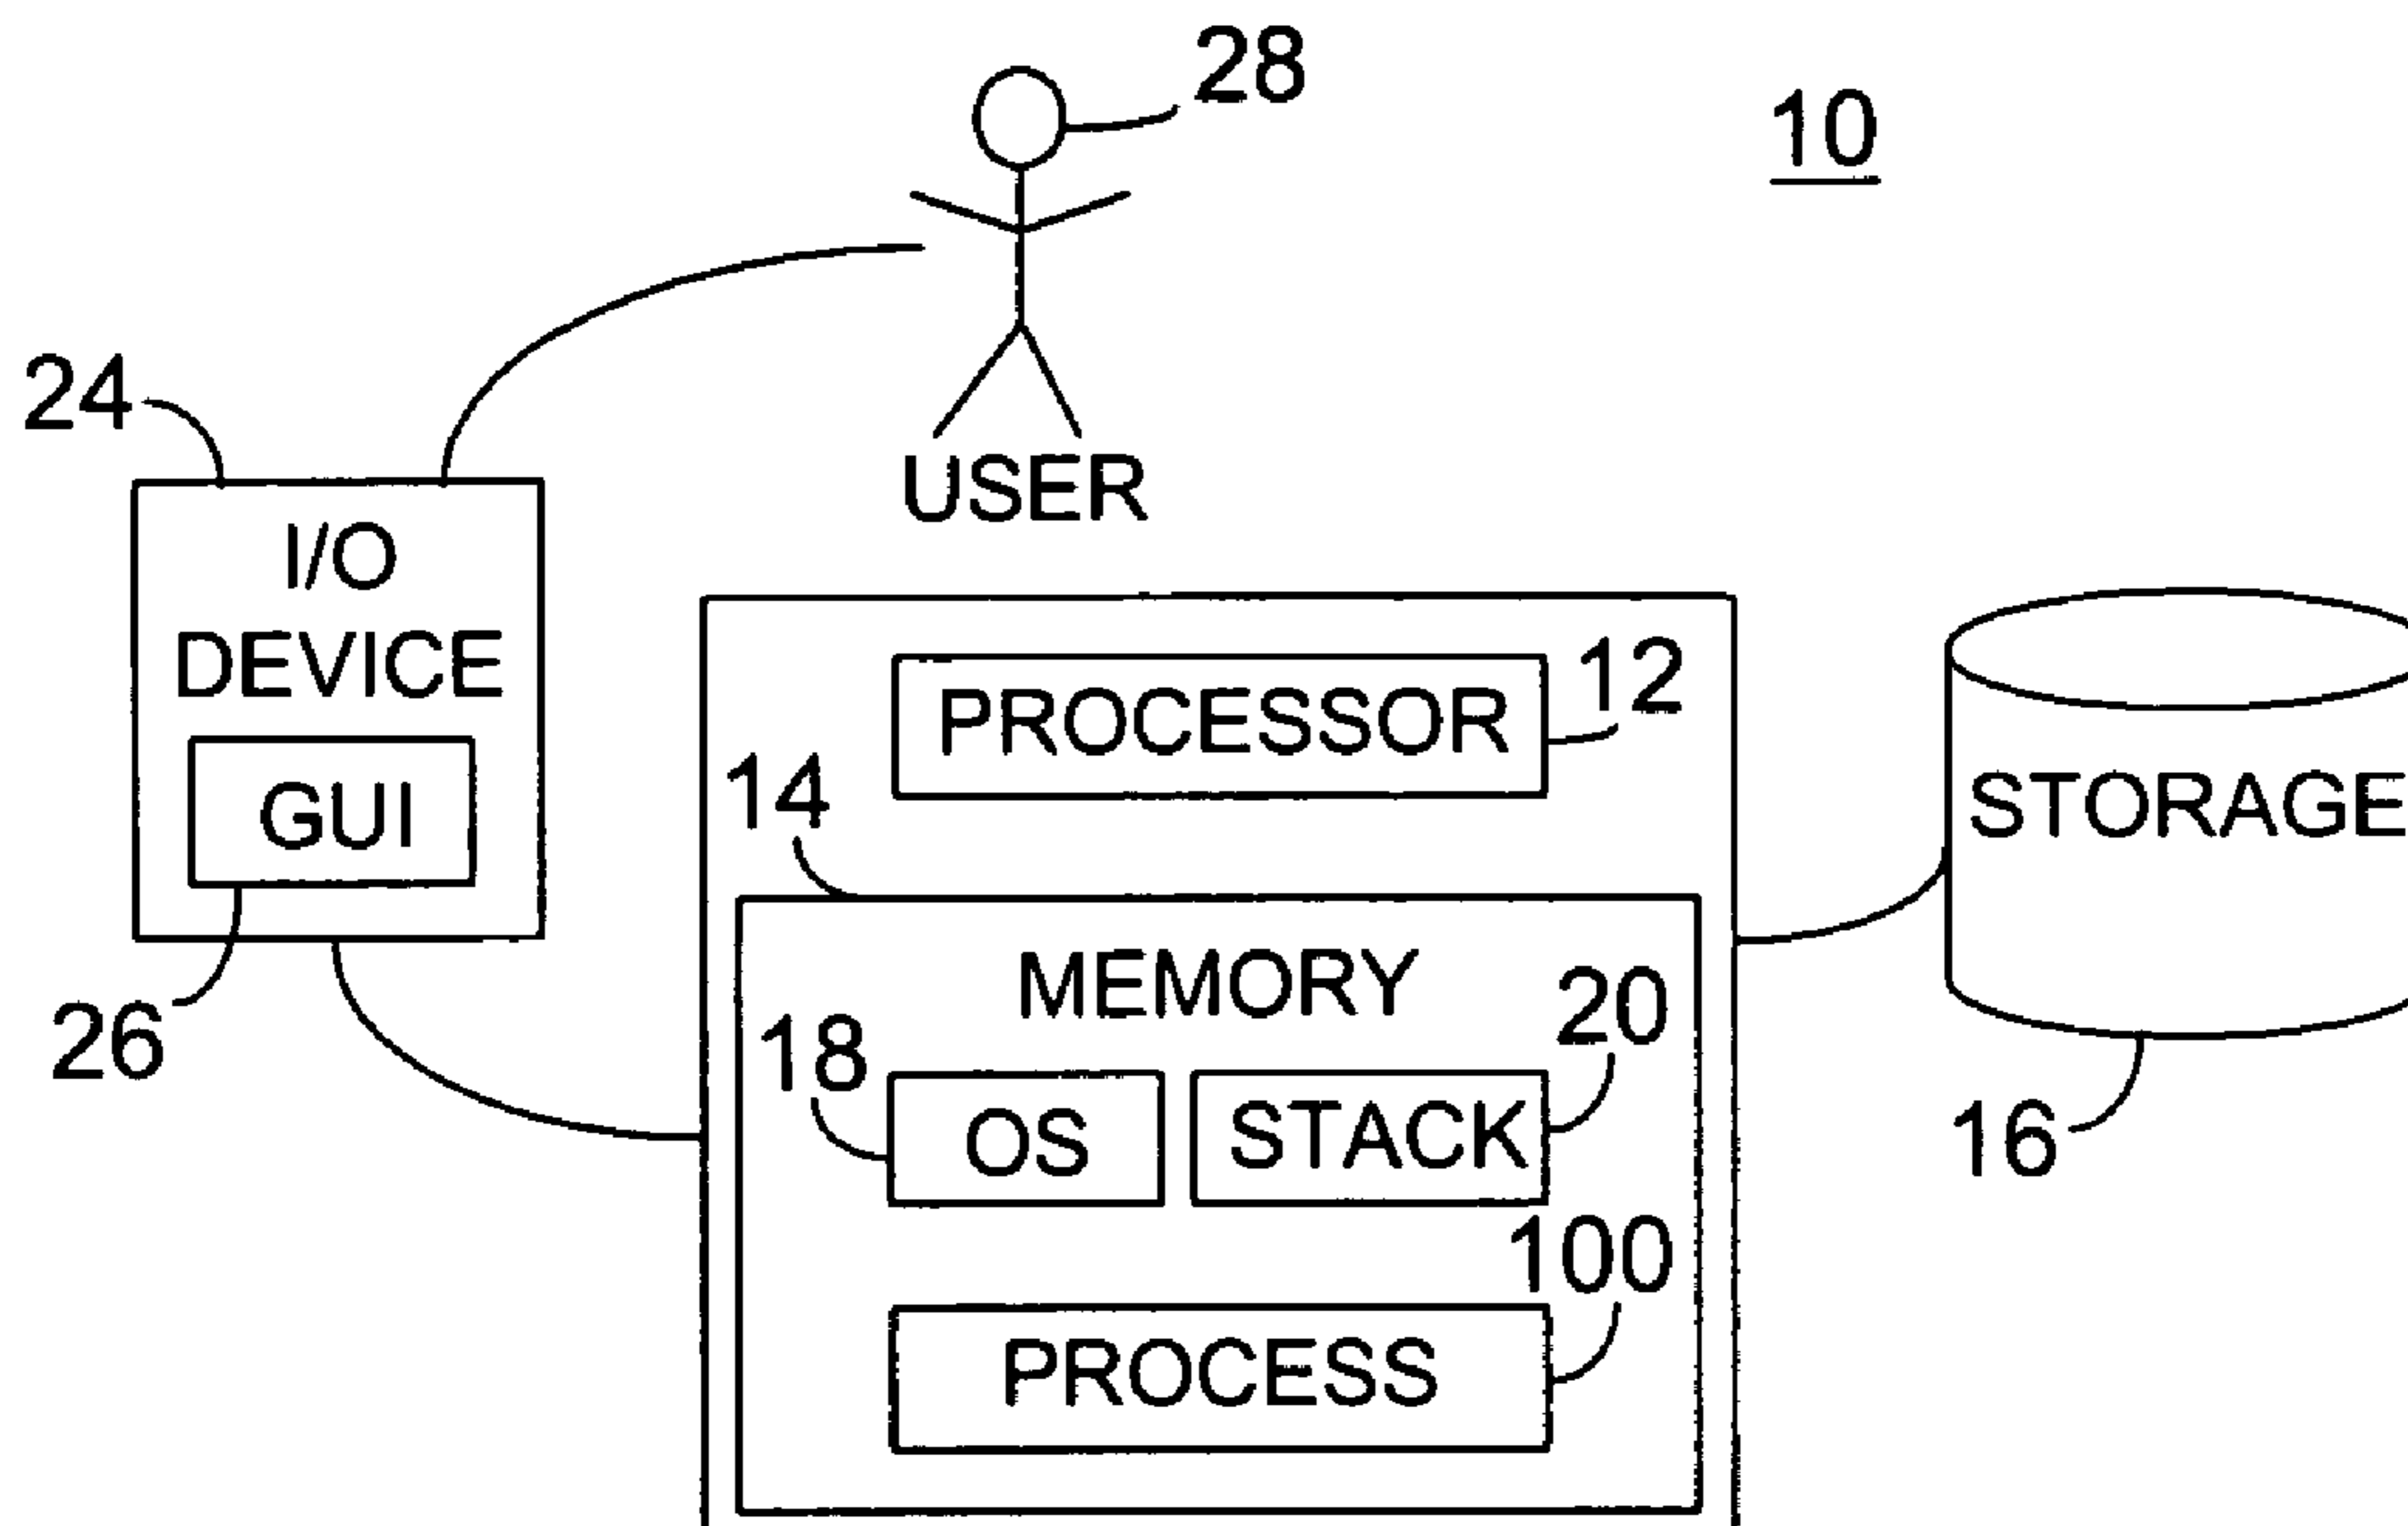 28
10
24
USER
I/O
DEVICE
GUI
26
12
PROCESSOR
14
MEMORY
18
20
OS
STACK
100
PROCESS
STORAGE
16